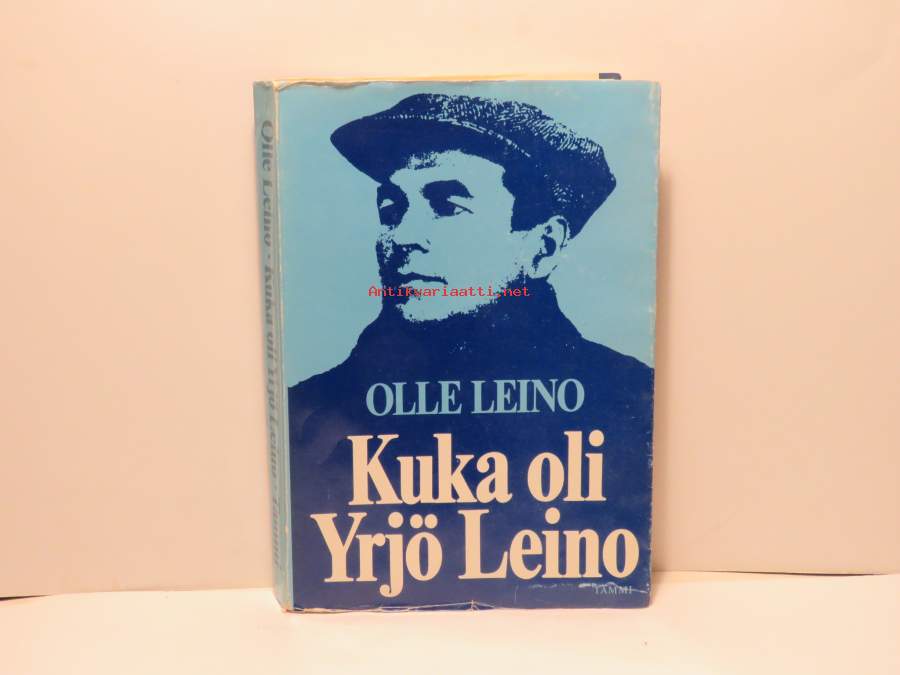 Olle Leino · Kuka oli Yrjö Leino · Tammi
Antikvariaatti.net
OLLE LEINO
Kuka oli
Yrjö Leino
TAMMI